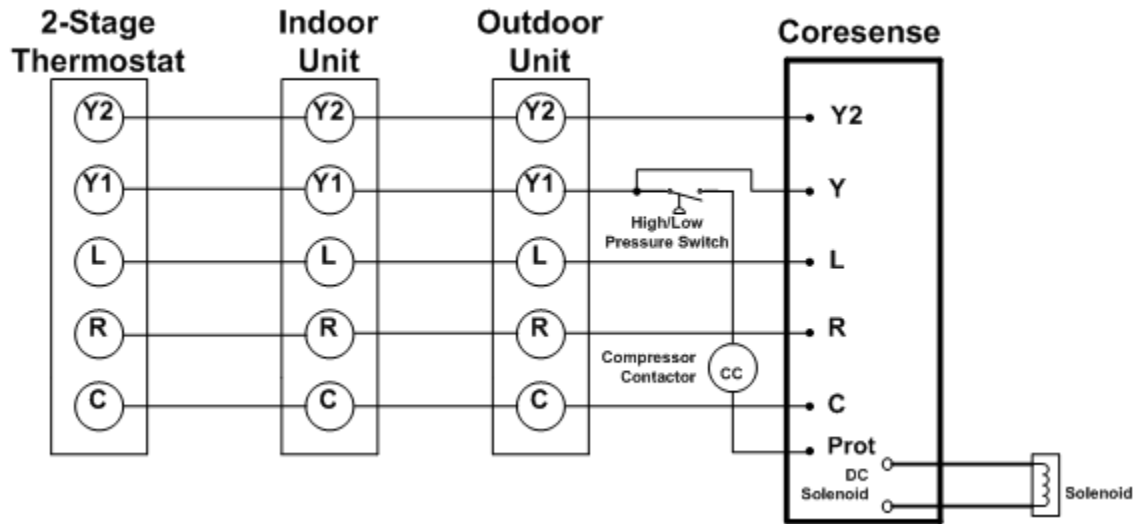 2-Stage
Thermostat
Indoor
Unit
Outdoor
Unit
Coresense
Y2
Y2
Y2
Y2
Y1
Y1
Y1
Y
High/Low
Pressure Switch
L
L
L
L
R
R
R
R
Compressor
Contactor
CC
C
C
C
C
Prot
DC
Solenoid
Solenoid